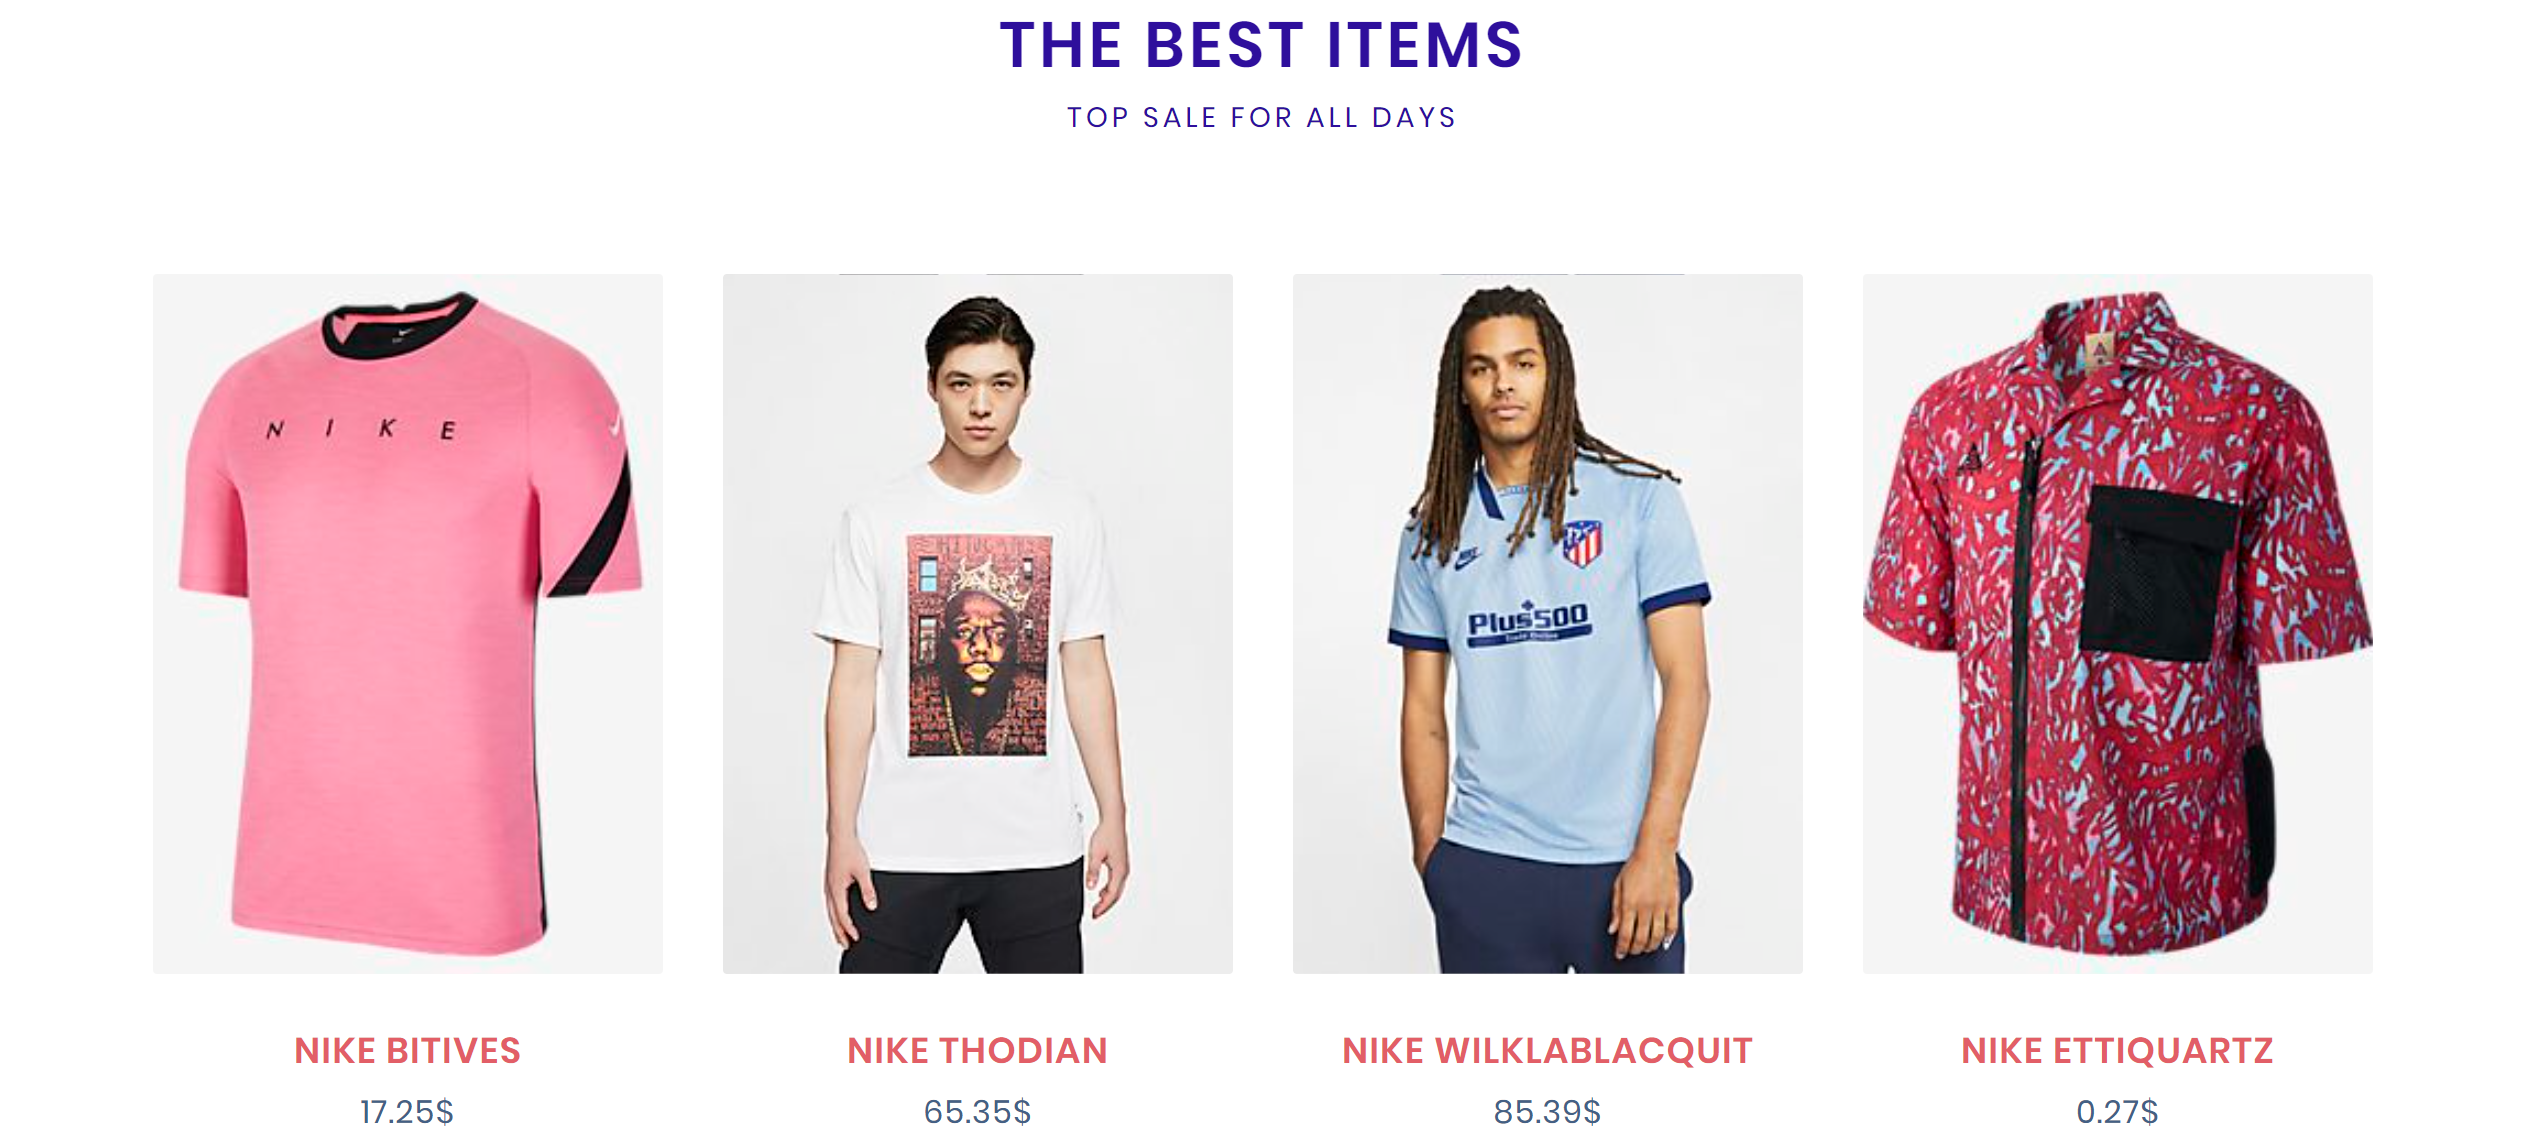 THE BEST ITEMS
TOP SALE FOR ALL DAYS
N I K E
NIKE
Plus500
NIKE BITIVES
17.25$
NIKE THODIAN
65.35$
NIKE WILKLABLACQUIT
85.39$
NIKE ETTIQUARTZ
0.27$